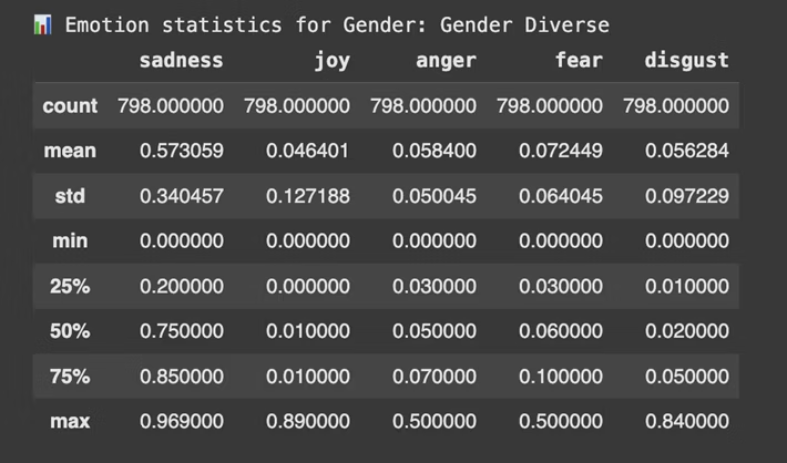 📊 Emotion statistics for Gender: Gender Diverse
sadness joy anger fear disgust
count 798.000000 798.000000 798.000000 798.000000 798.000000
mean 0.573059 0.046401 0.058400 0.072449 0.056284
std 0.340457 0.127188 0.050045 0.064045 0.097229
min 0.000000 0.000000 0.000000 0.000000 0.000000
25% 0.200000 0.000000 0.030000 0.030000 0.010000
50% 0.750000 0.010000 0.050000 0.060000 0.020000
75% 0.850000 0.010000 0.070000 0.100000 0.050000
max 0.969000 0.890000 0.500000 0.500000 0.840000